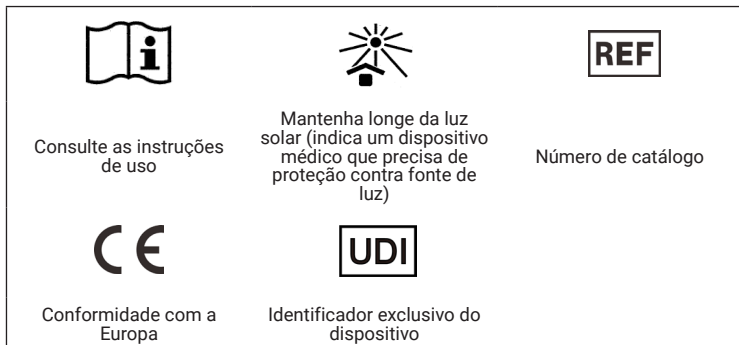 i
REF
Consulte as instruções
de uso
Mantenha longe da luz
solar (indica um dispositivo
médico que precisa de
proteção contra fonte de
luz)
Número de catálogo
CE
UDI
Conformidade com a
Europa
Identificador exclusivo do
dispositivo